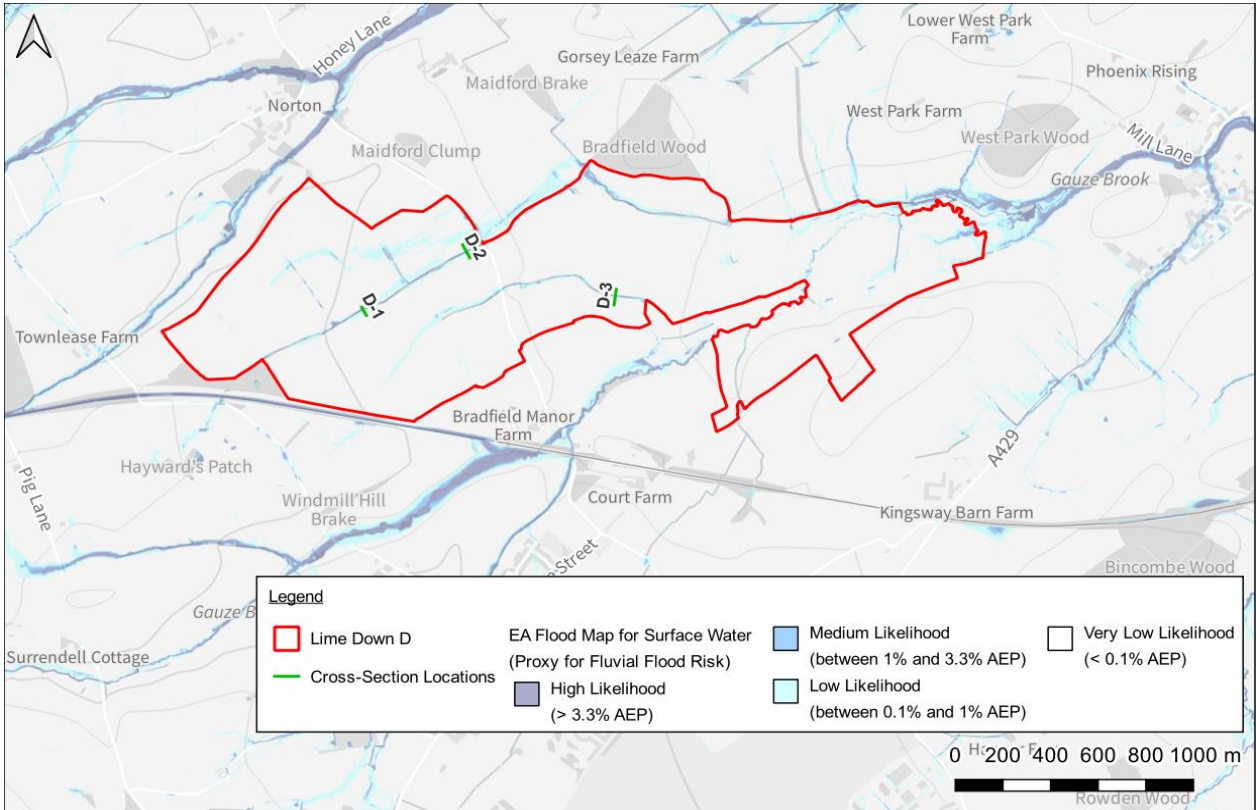 Lower West Park
Farm
Gorsey Leaze Farm
Honey Lane
Maidford Brake
Phoenix Rising
Norton
West Park Farm
West Park Wood
Mill Lane
Maidford Clump
Bradfield Wood
Gauze Brook
D-2
D-3
D-1
Townlease Farm
Bradfield Manor
Farm
A429
Hayward's Patch
Pig Lane
Windmill Hill
Brake
Court Farm
Kingsway Barn Farm
Street
Bincombe Wood
Gauze B
Surrendell Cottage
Legend
Lime Down D
Cross-Section Locations
EA Flood Map for Surface Water
(Proxy for Fluvial Flood Risk)
High Likelihood
(> 3.3% AEP)
Medium Likelihood
(between 1% and 3.3% AEP)
Low Likelihood
(between 0.1% and 1% AEP)
Very Low Likelihood
(< 0.1% AEP)
0 200 400 600 800 1000 m
Rowden Wood